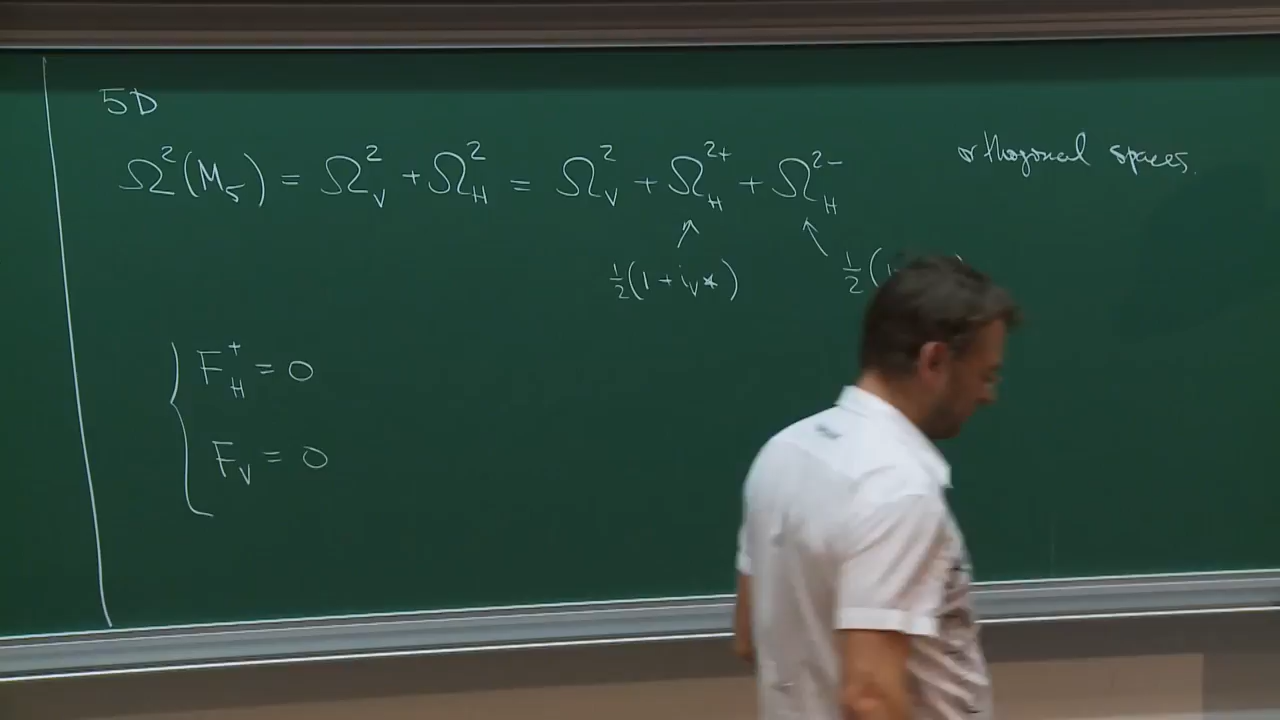 5D
Ω²(M₅) = Ω²_V + Ω²_H = Ω²_V + Ω²⁺_H + Ω²⁻_H orthogonal spaces.
½(1 + i_V ⋆) ½(
F⁺_H = 0
F_V = 0